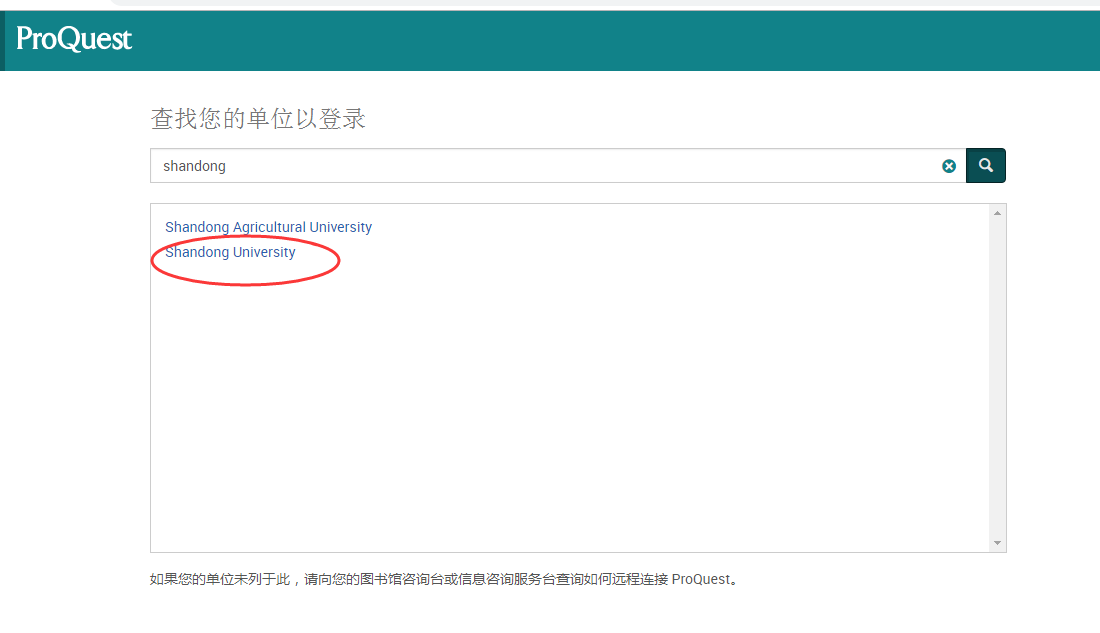 ProQuest
查找您的单位以登录
shandong
Shandong Agricultural University
Shandong University
如果您的单位未列于此，请向您的图书馆咨询台或信息咨询服务台查询如何远程连接 ProQuest。